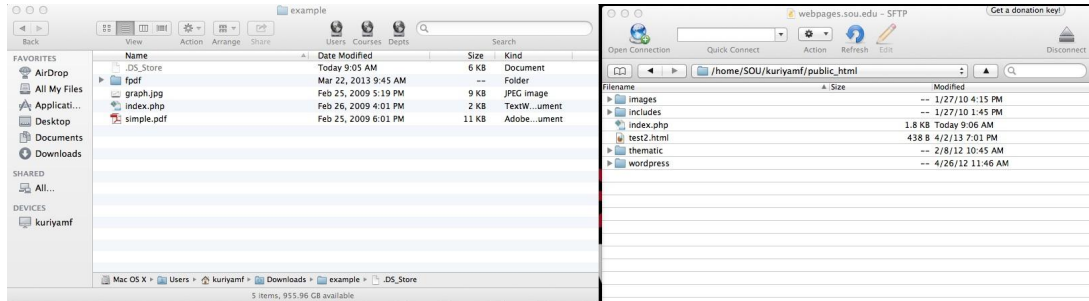 example
Back
View
Action
Arrange
Share
Users
Courses
Depts
Search
FAVORITES
AirDrop
All My Files
Applicati...
Desktop
Documents
Downloads
SHARED
All...
DEVICES
kuriyamf
Name Date Modified Size Kind
.DS_Store Today 9:05 AM 6 KB Document
fpdf Mar 22, 2013 9:45 AM -- Folder
graph.jpg Feb 25, 2009 5:19 PM 9 KB JPEG image
index.php Feb 26, 2009 4:01 PM 2 KB TextW...ument
simple.pdf Feb 25, 2009 6:01 PM 11 KB Adobe...ument
Mac OS X Users kuriyamf Downloads example .DS_Store
5 items, 955.96 GB available
webpages.sou.edu – SFTP
Get a donation key!
Open Connection
Quick Connect
Action
Refresh
Edit
Disconnect
/home/SOU/kuriyamf/public_html
Filename Size Modified
images -- 1/27/10 4:15 PM
includes -- 1/27/10 1:45 PM
index.php 1.8 KB Today 9:06 AM
test2.html 438 B 4/2/13 7:01 PM
thematic -- 2/8/12 10:45 AM
wordpress -- 4/26/12 11:46 AM